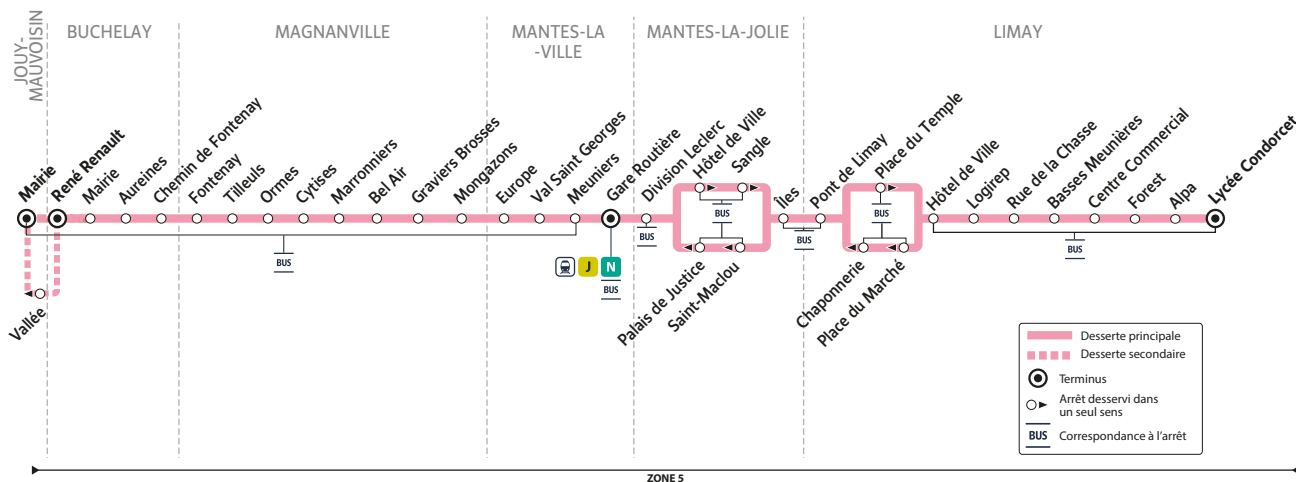 JOUY-
MAUVOISIN
BUCHELAY
MAGNANVILLE
MANTES-LA
-VILLE
MANTES-LA-JOLIE
LIMAY
Mairie
René Renault
Mairie
Aureines
Chemin de Fontenay
Fontenay
Tilleuls
Ormes
Cytises
Marronniers
Bel Air
Graviers Brosses
Mongazons
Europe
Val Saint Georges
Meuniers
Gare Routière
Division Leclerc
Hôtel de Ville
Sangle
Îles
Pont de Limay
Place du Temple
Hôtel de Ville
Logirep
Rue de la Chasse
Basses Meunières
Centre Commercial
Forest
Alpa
Lycée Condorcet
BUS
BUS
BUS
BUS
BUS
BUS
J
N
BUS
Vallée
Palais de Justice
Saint-Maclou
Chaponnerie
Place du Marché
Desserte principale
Desserte secondaire
Terminus
Arrêt desservi dans
un seul sens
BUS
Correspondance à l'arrêt
ZONE 5